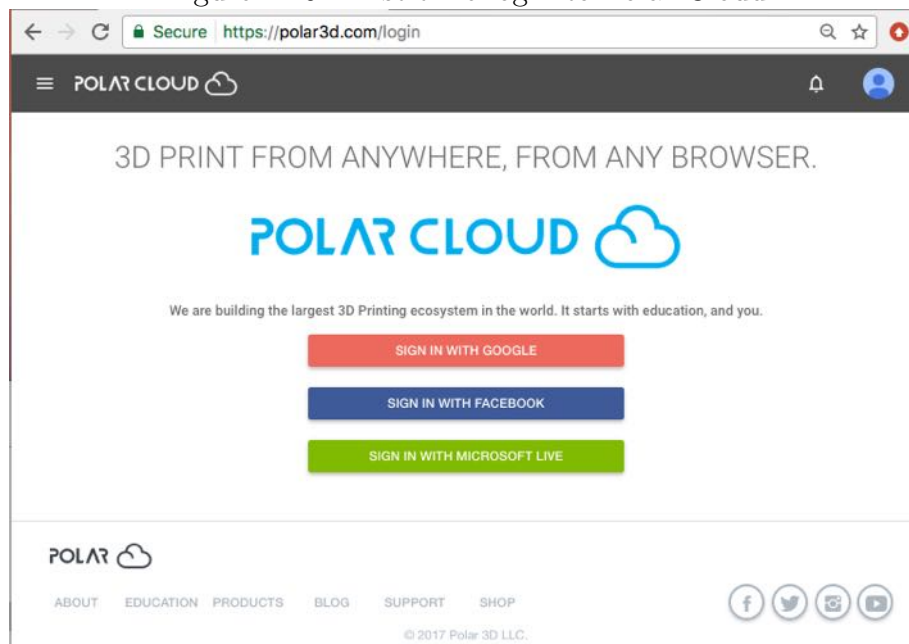 Secure https://polar3d.com/login
POLAR CLOUD
3D PRINT FROM ANYWHERE, FROM ANY BROWSER.
POLAR CLOUD
We are building the largest 3D Printing ecosystem in the world. It starts with education, and you.
SIGN IN WITH GOOGLE
SIGN IN WITH FACEBOOK
SIGN IN WITH MICROSOFT LIVE
POLAR
ABOUT EDUCATION PRODUCTS BLOG SUPPORT SHOP
© 2017 Polar 3D LLC.